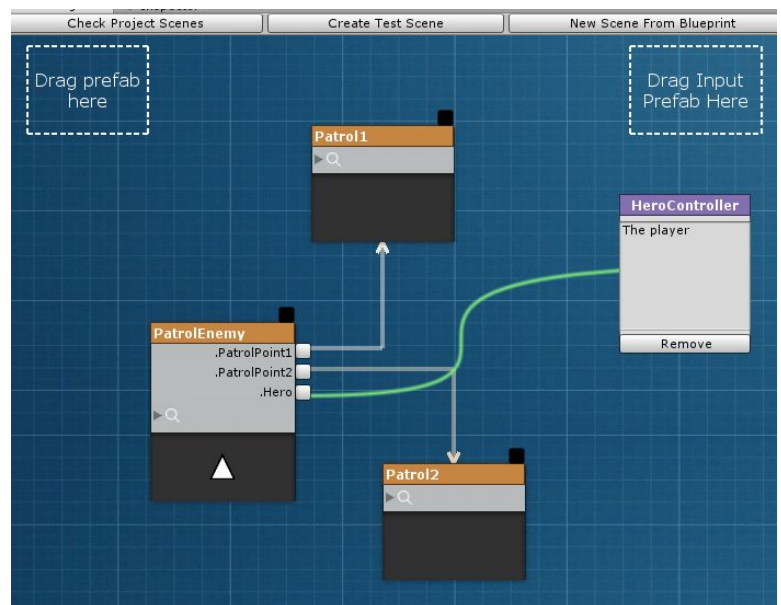 Check Project Scenes
Create Test Scene
New Scene From Blueprint
Drag prefab
here
Drag Input
Prefab Here
Patrol1
HeroController
The player
Remove
PatrolEnemy
.PatrolPoint1
.PatrolPoint2
.Hero
Patrol2